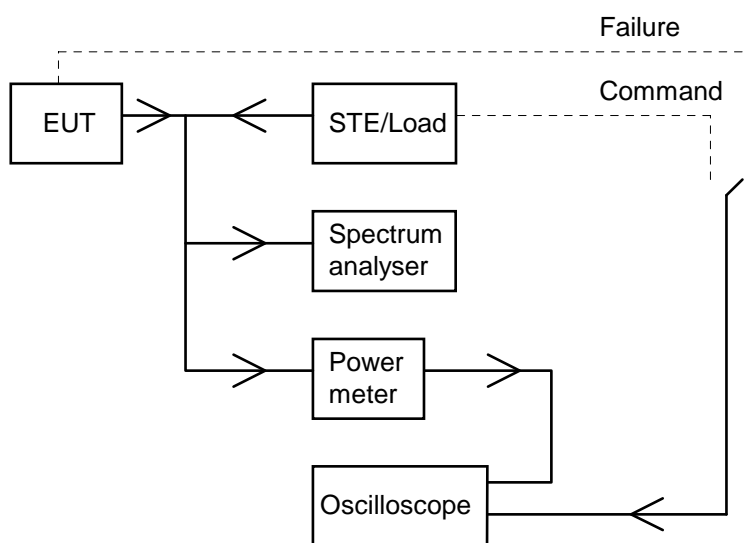 Failure
Command
EUT
STE/Load
Spectrum
analyser
Power
meter
Oscilloscope